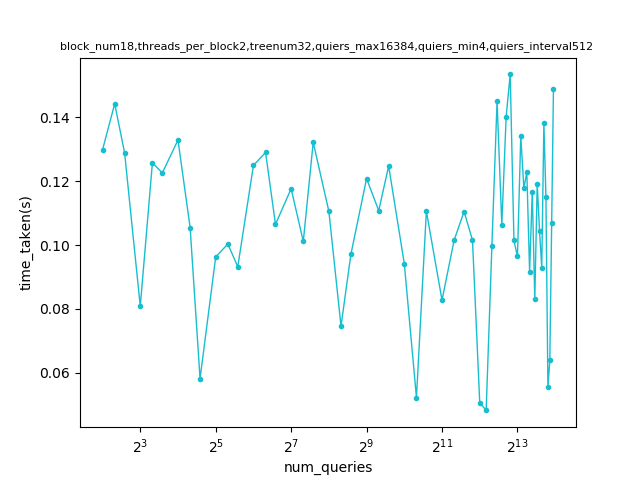 block_num18,threads_per_block2,treenum32,quiers_max16384,quiers_min4,quiers_interval512
0.14
0.12
0.10
0.08
0.06
time_taken(s)
2^3 2^5 2^7 2^9 2^11 2^13
num_queries